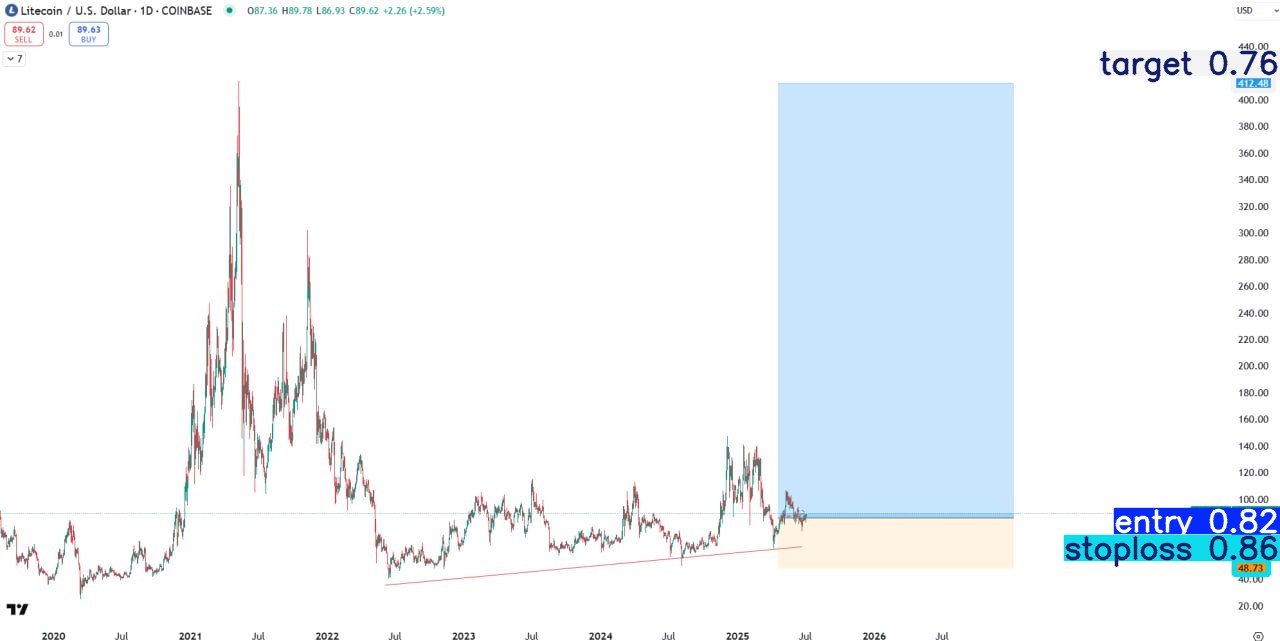 Litecoin / U.S. Dollar · 1D · COINBASE O87.36 H89.78 L86.93 C89.62 +2.26 (+2.59%)
USD
89.62 SELL
0.01
89.63 BUY
7
440.00
target 0.76
412.48
400.00
380.00
360.00
340.00
320.00
300.00
280.00
260.00
240.00
220.00
200.00
180.00
160.00
140.00
120.00
100.00
entry 0.82
stoploss 0.86
48.73
40.00
20.00
2020 Jul 2021 Jul 2022 Jul 2023 Jul 2024 Jul 2025 Jul 2026 Jul